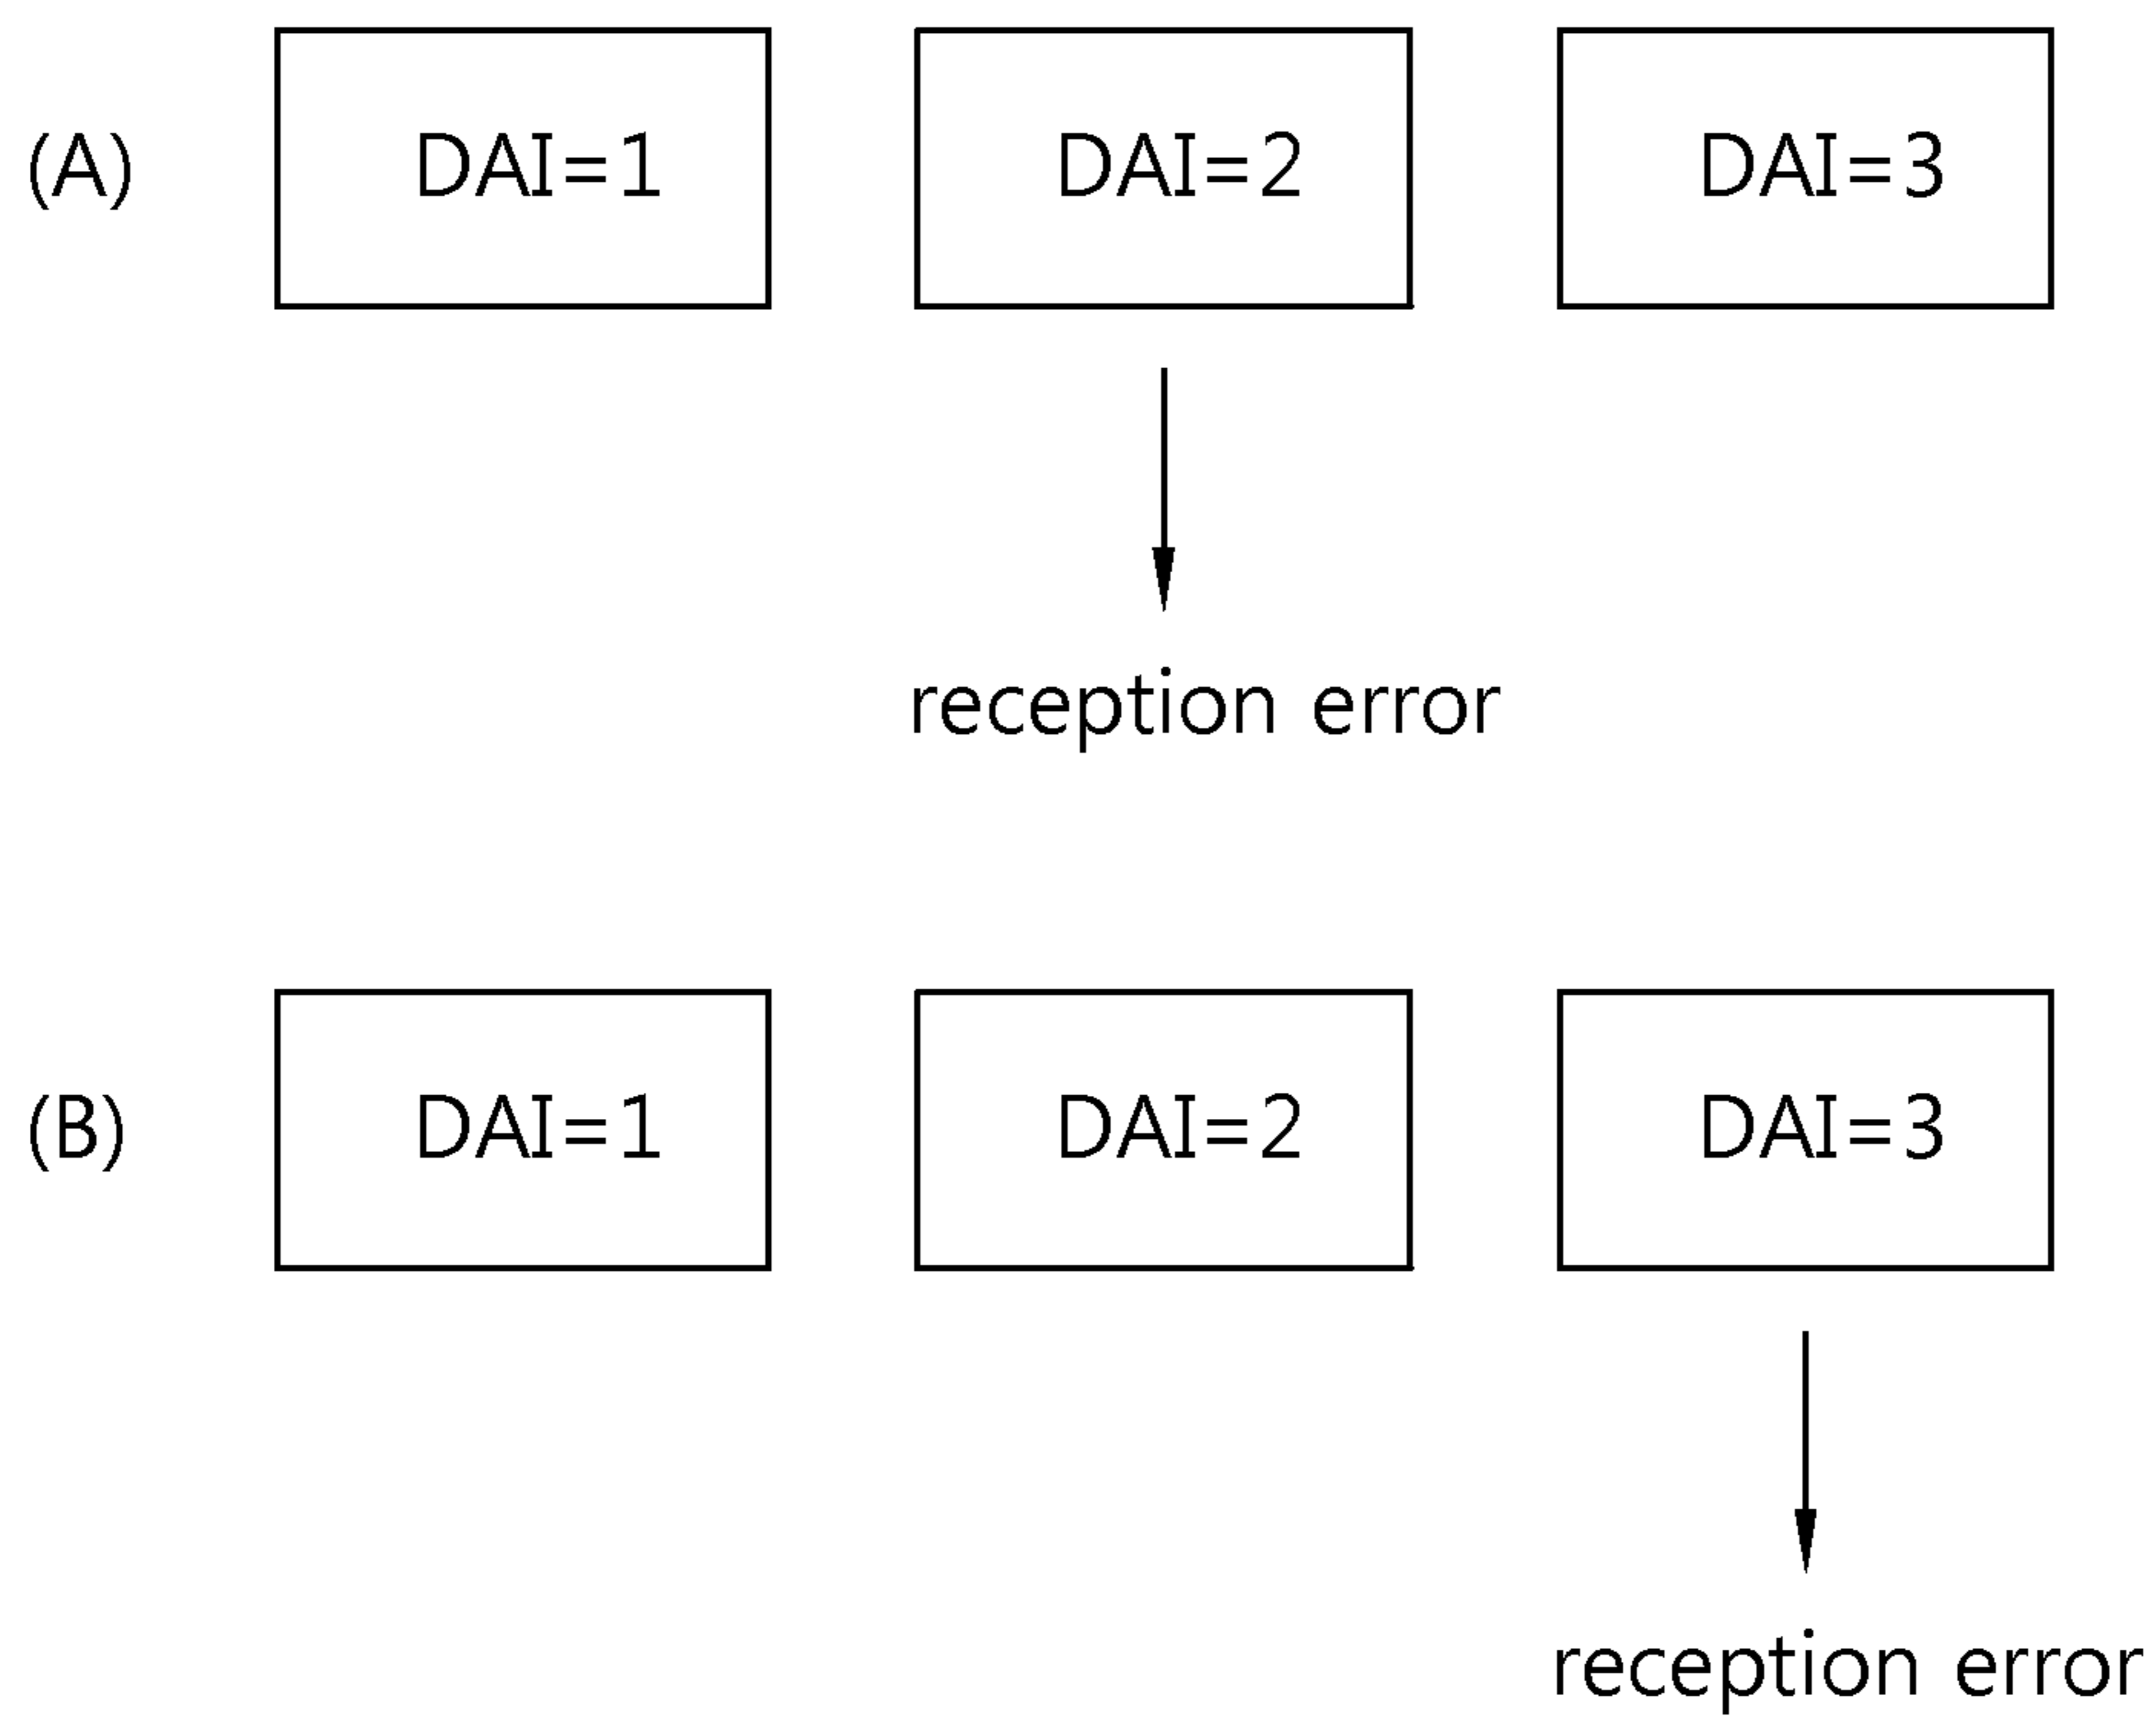 (A) DAI=1 DAI=2 DAI=3
reception error
(B) DAI=1 DAI=2 DAI=3
reception error